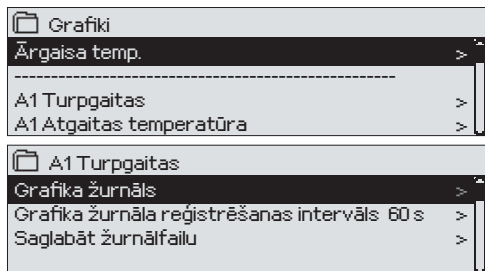 Grafiki
Ārgaisa temp. >
----------------------------------------------------
A1 Turpgaitas >
A1 Atgaitas temperatūra >
A1 Turpgaitas
Grafika žurnāls >
Grafika žurnāla reģistrēšanas intervāls 60 s >
Saglabāt žurnālfailu >